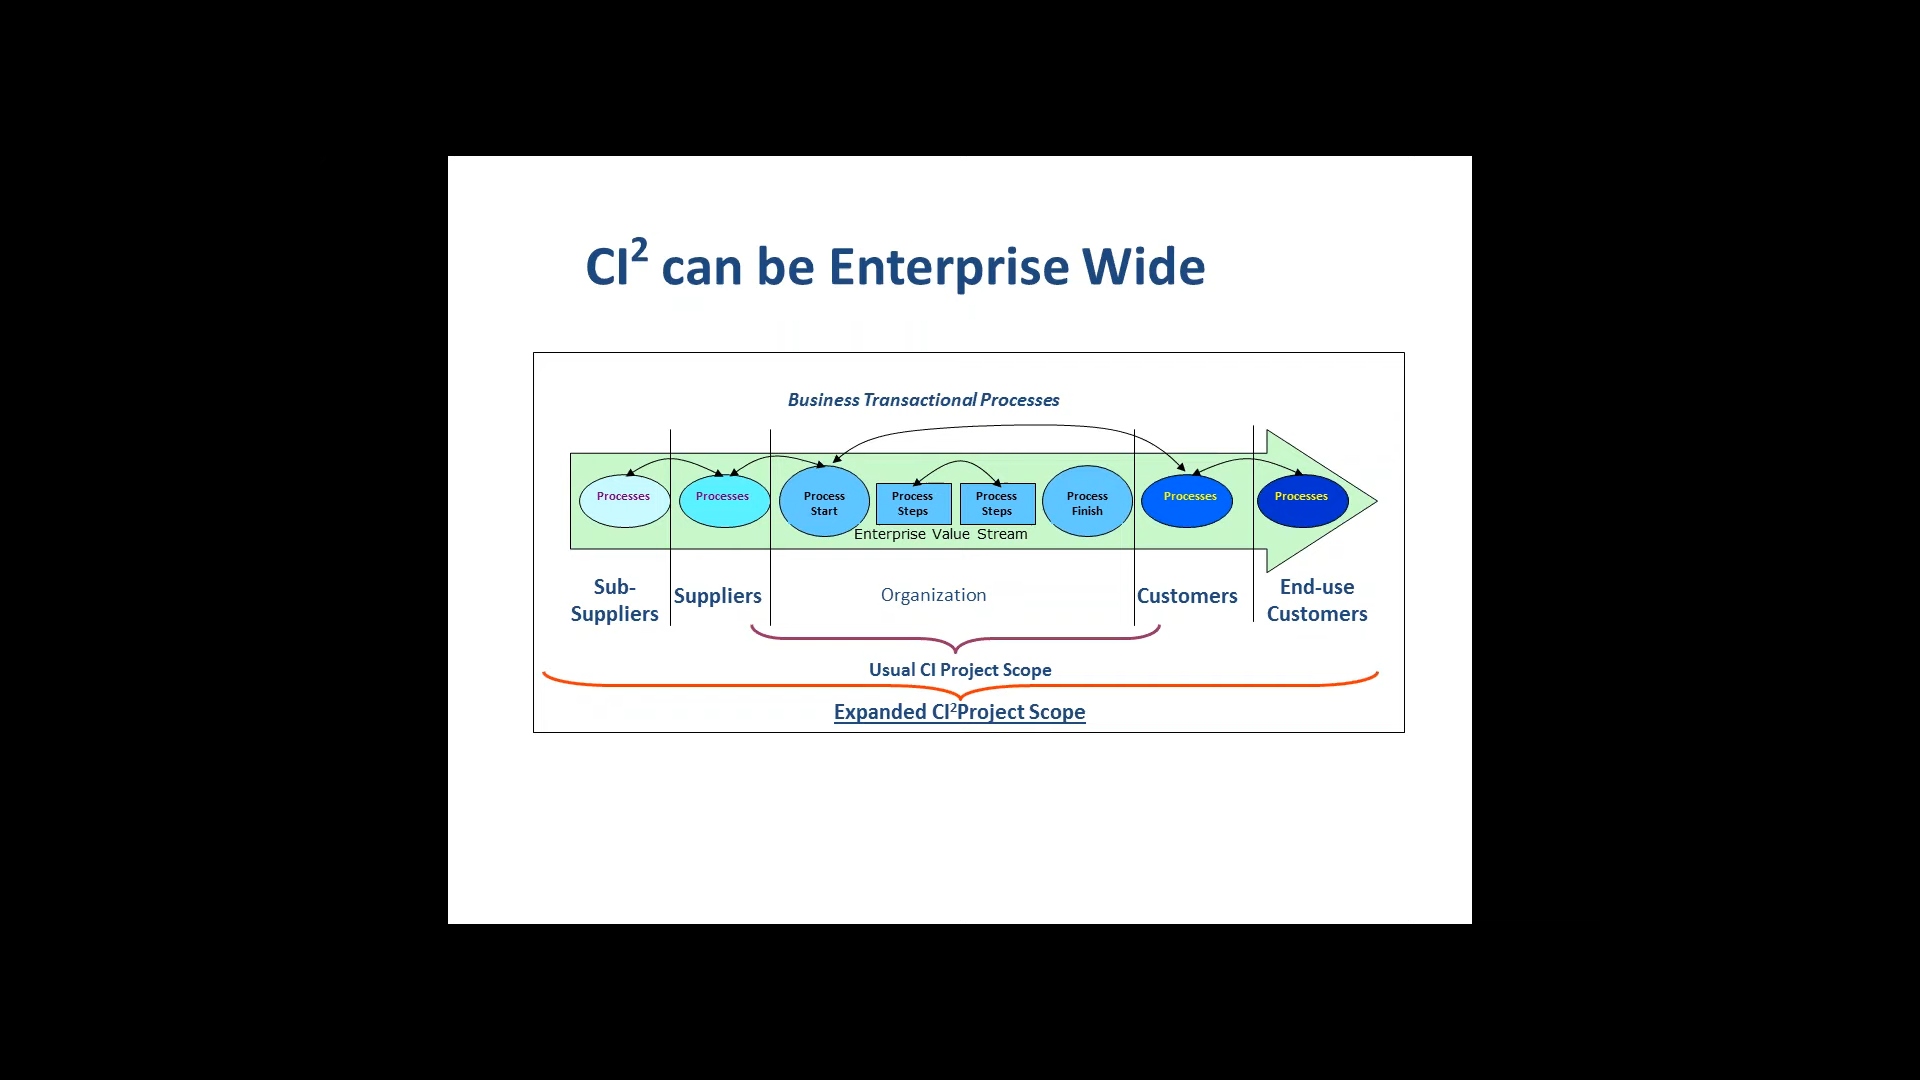 CI² can be Enterprise Wide
Business Transactional Processes
Processes
Processes
Process
Start
Process
Steps
Process
Steps
Process
Finish
Processes
Processes
Enterprise Value Stream
Sub-
Suppliers
Suppliers
Organization
Customers
End-use
Customers
Usual CI Project Scope
Expanded CI²Project Scope